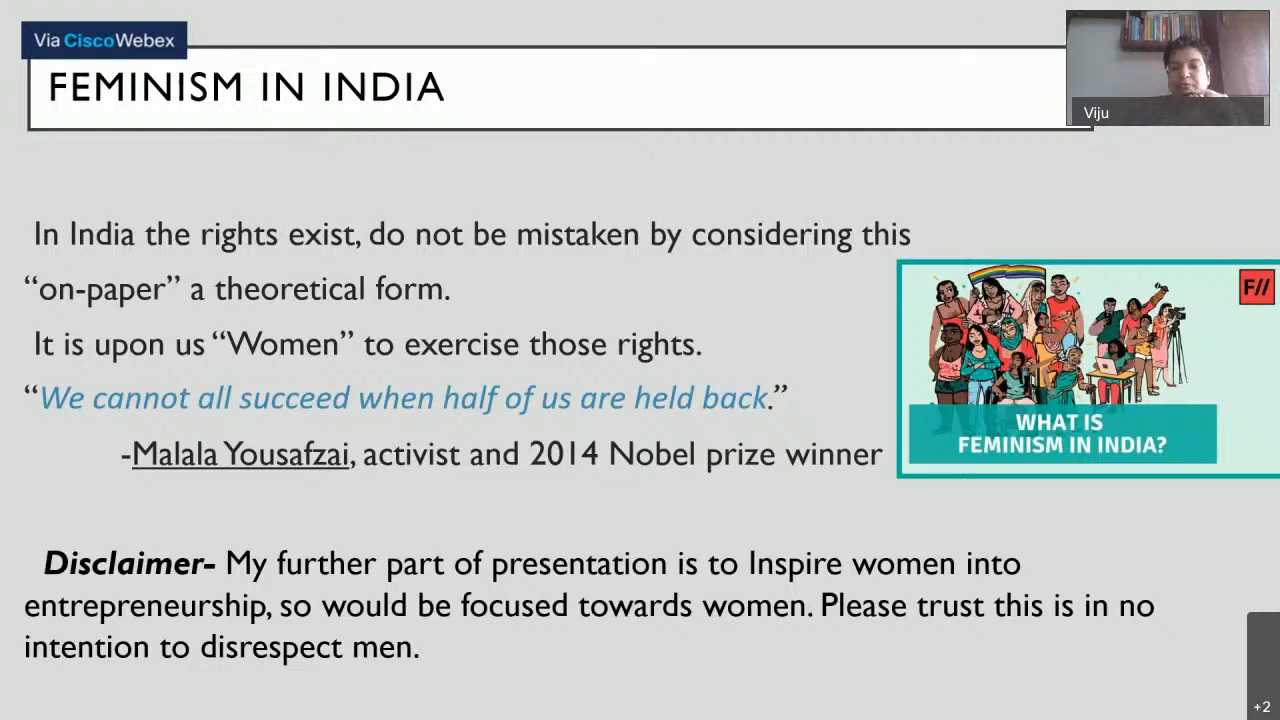 Via Cisco Webex
FEMINISM IN INDIA
Viju
In India the rights exist, do not be mistaken by considering this
“on-paper” a theoretical form.
It is upon us “Women” to exercise those rights.
“We cannot all succeed when half of us are held back.”
-Malala Yousafzai, activist and 2014 Nobel prize winner
F//
WHAT IS
FEMINISM IN INDIA?
Disclaimer- My further part of presentation is to Inspire women into
entrepreneurship, so would be focused towards women. Please trust this is in no
intention to disrespect men.
+2